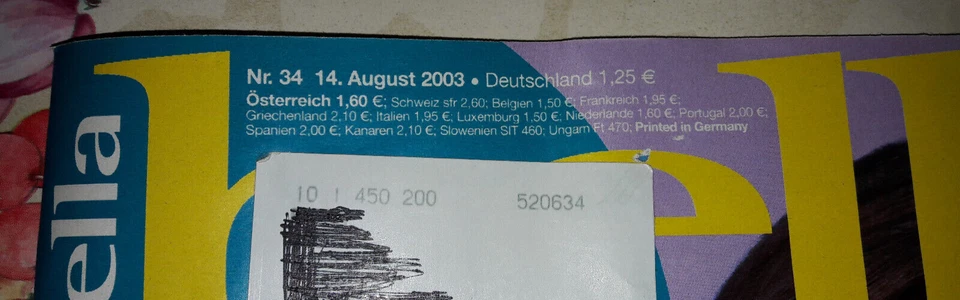 Nr. 34 14. August 2003 • Deutschland 1,25 €
Österreich 1,60 €; Schweiz sfr 2,60; Belgien 1,50 €; Frankreich 1,95 €;
Griechenland 2,10 €; Italien 1,95 €; Luxemburg 1,50 €; Niederlande 1,60 €; Portugal 2,00 €;
Spanien 2,00 €; Kanaren 2,10 €; Slowenien SIT 460; Ungarn Ft 470; Printed in Germany
bell
ella
10 | 450 200 520634